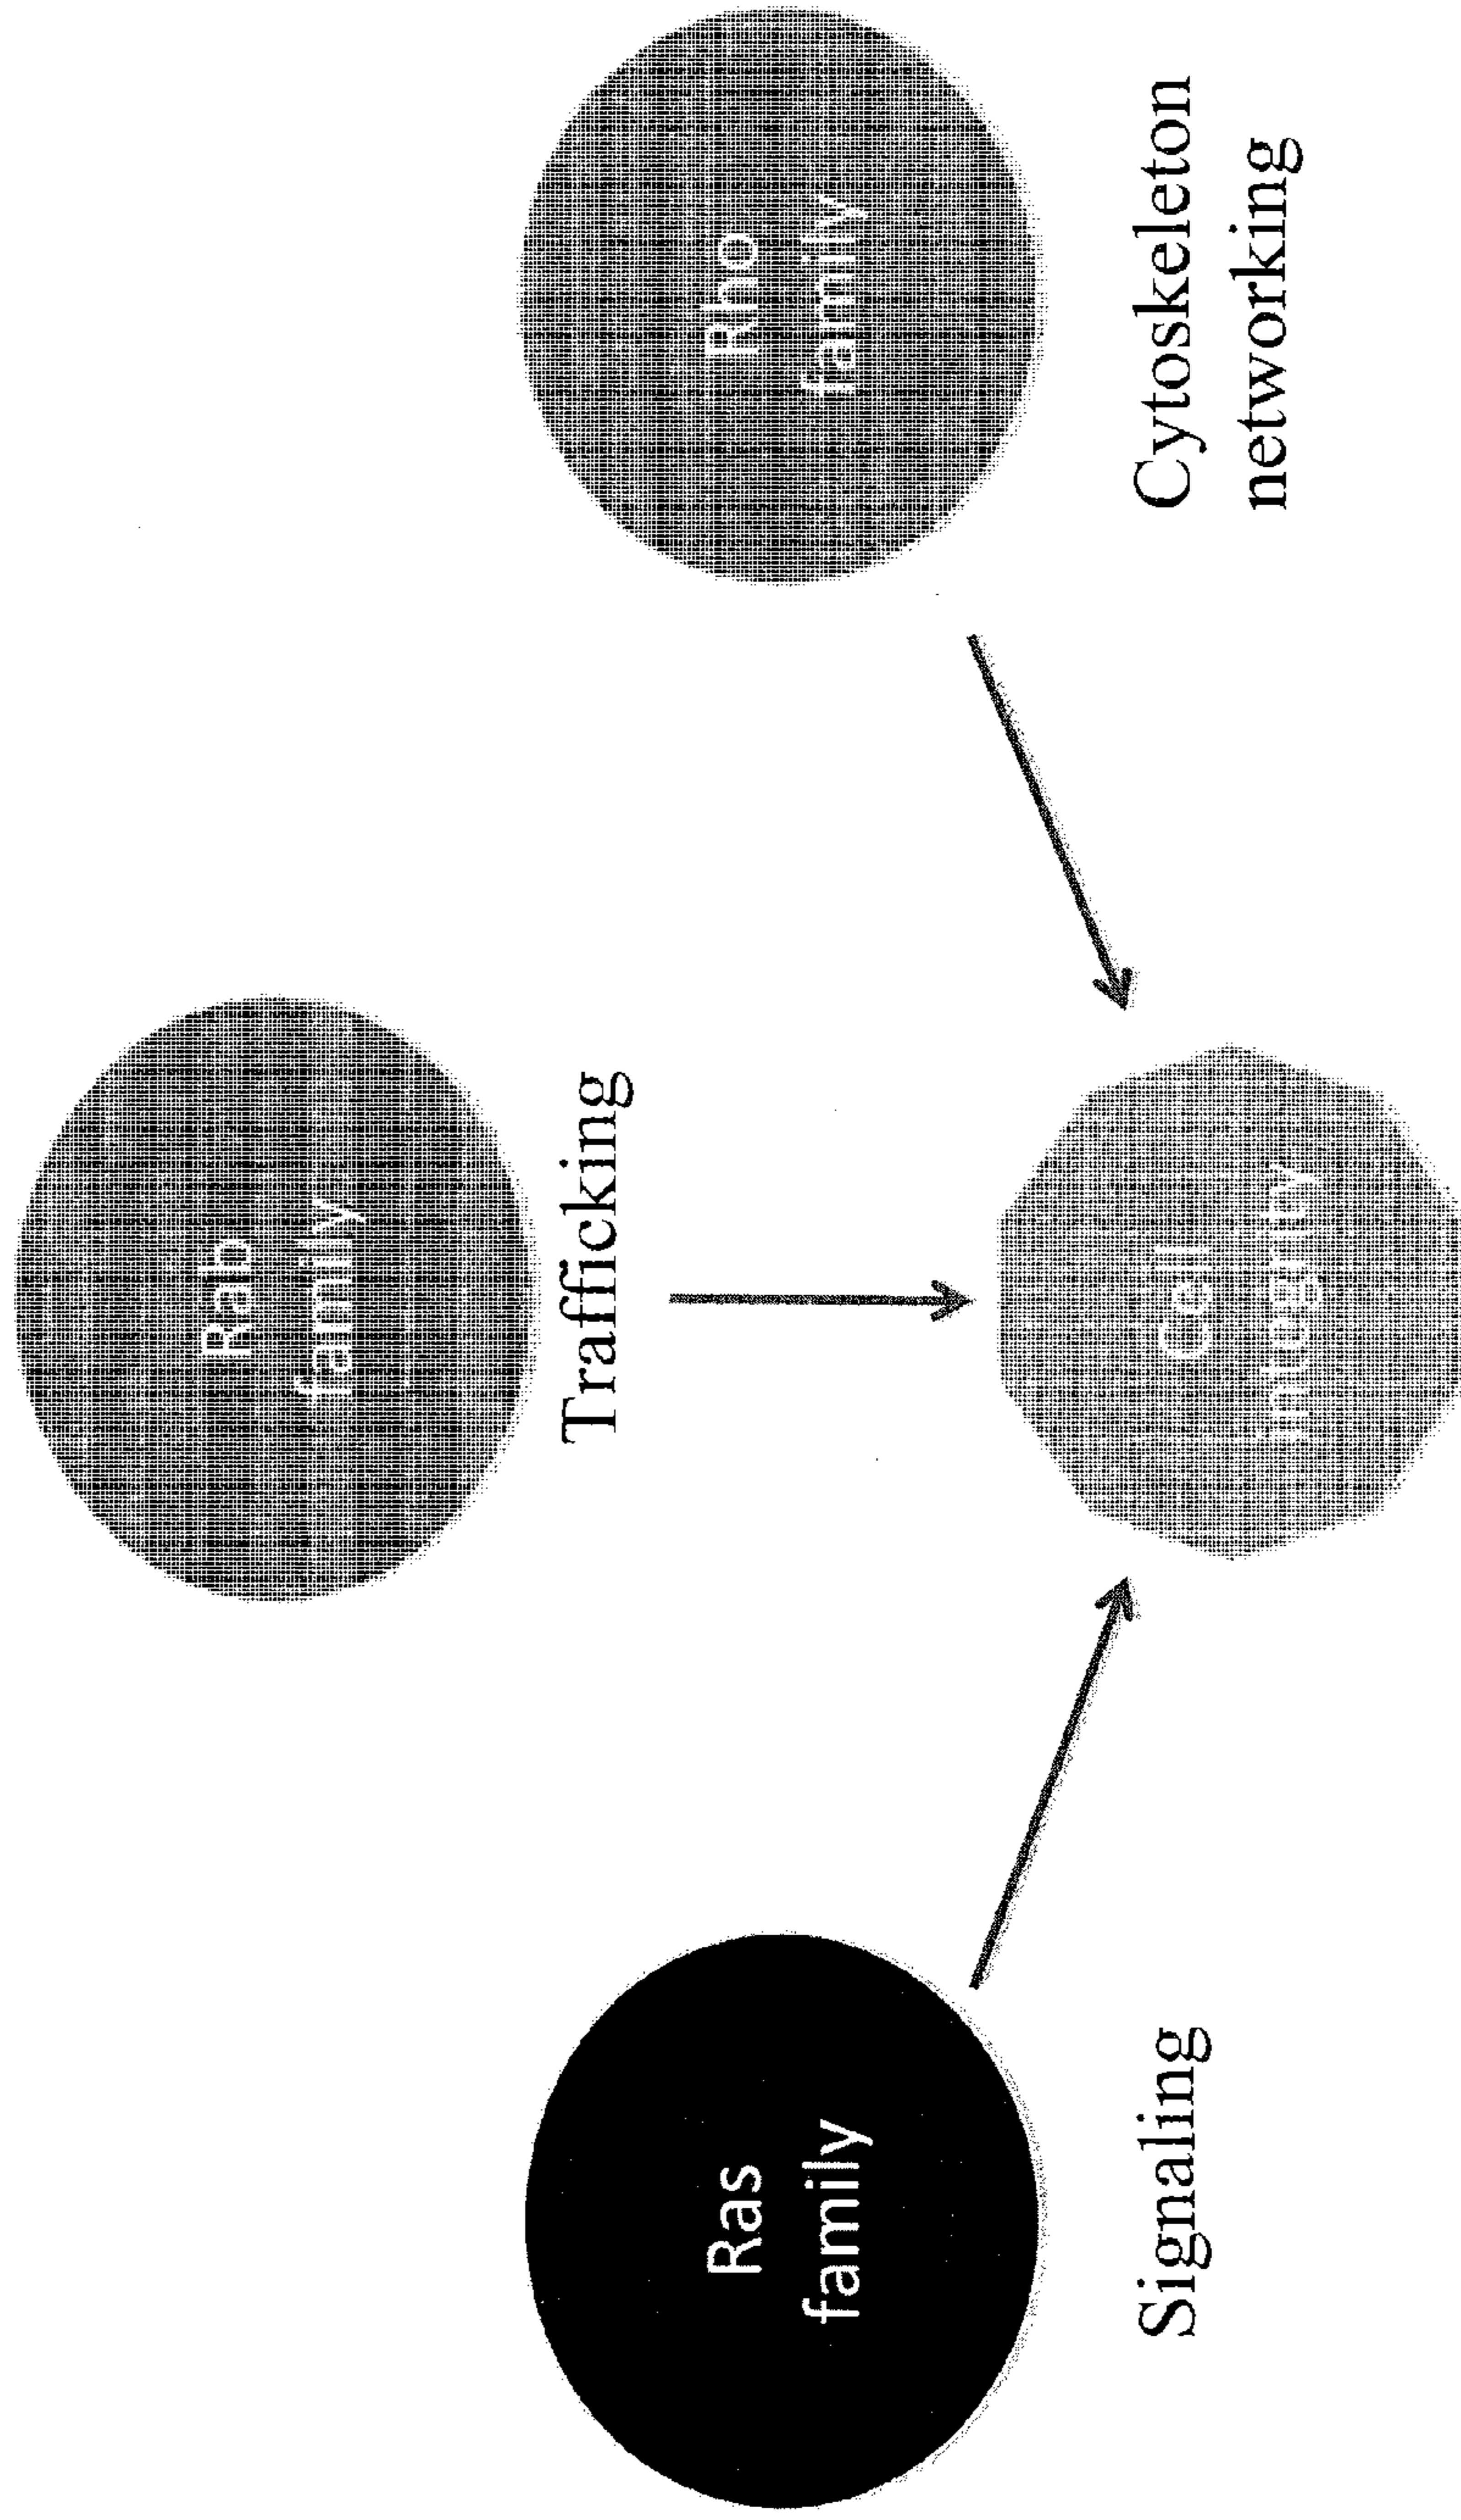 Rab
family
Trafficking
Ras
family
Signaling
Rho
family
Cytoskeleton
networking
Cell
integrity